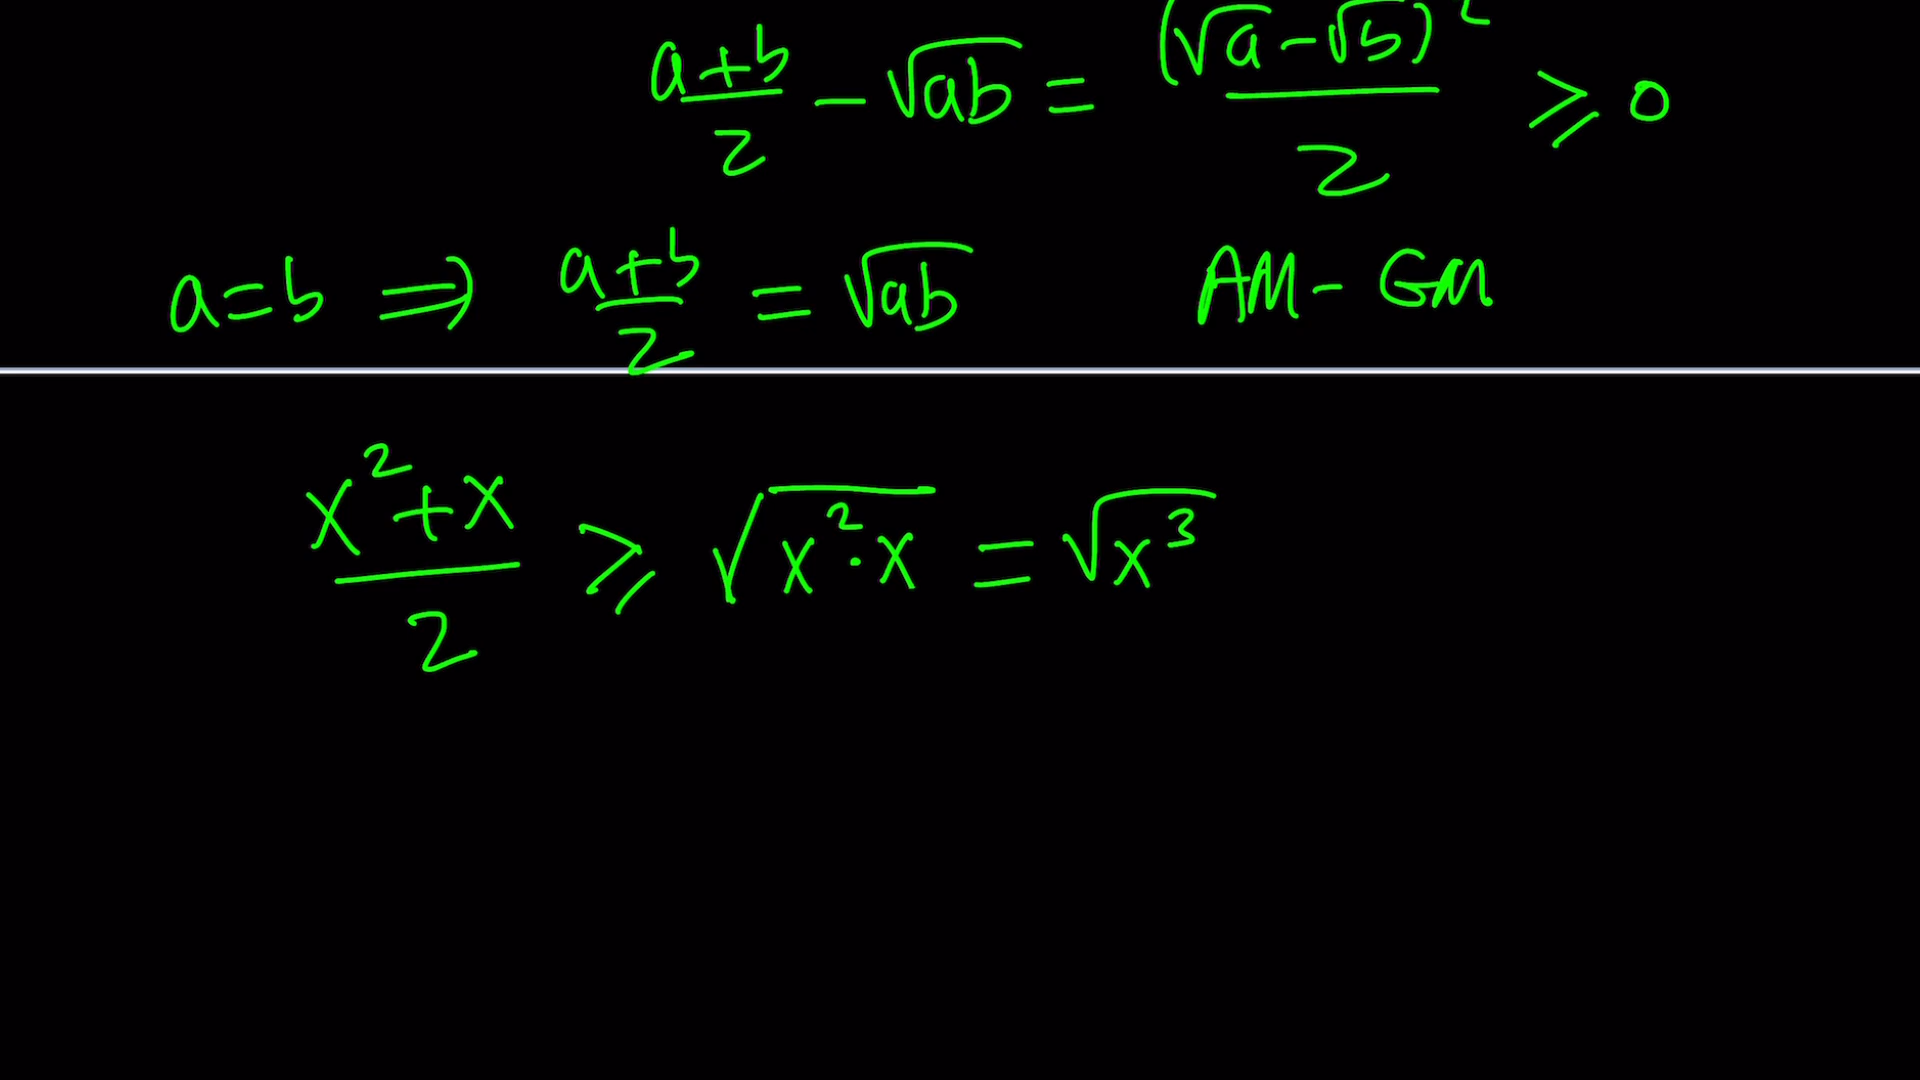 (a+b)/2 − √(ab) = (√a − √b)²/2 ⩾ 0
a=b ⟹ (a+b)/2 = √(ab) AM - GM
(x²+x)/2 ⩾ √(x²·x) = √(x³)